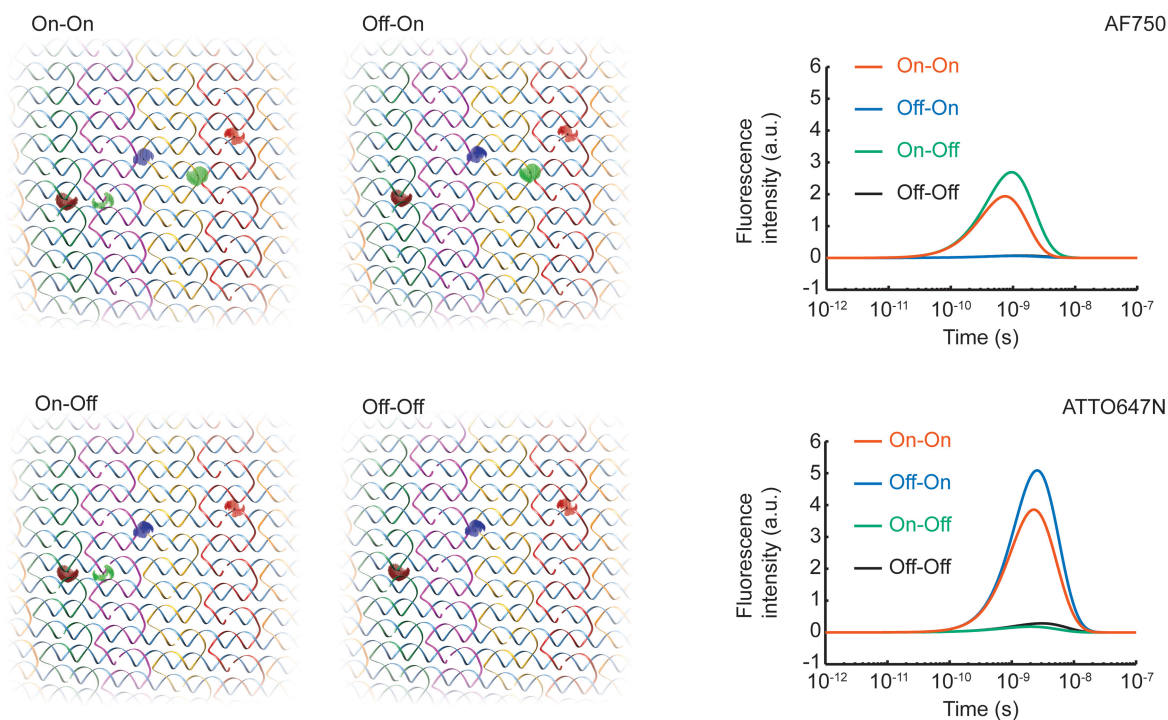 On-On
Off-On
AF750
6
5
4
3
2
1
0
-1
Fluorescence
intensity (a.u.)
On-On
Off-On
On-Off
Off-Off
10⁻¹² 10⁻¹¹ 10⁻¹⁰ 10⁻⁹ 10⁻⁸ 10⁻⁷
Time (s)
On-Off
Off-Off
ATTO647N
6
5
4
3
2
1
0
-1
Fluorescence
intensity (a.u.)
On-On
Off-On
On-Off
Off-Off
10⁻¹² 10⁻¹¹ 10⁻¹⁰ 10⁻⁹ 10⁻⁸ 10⁻⁷
Time (s)